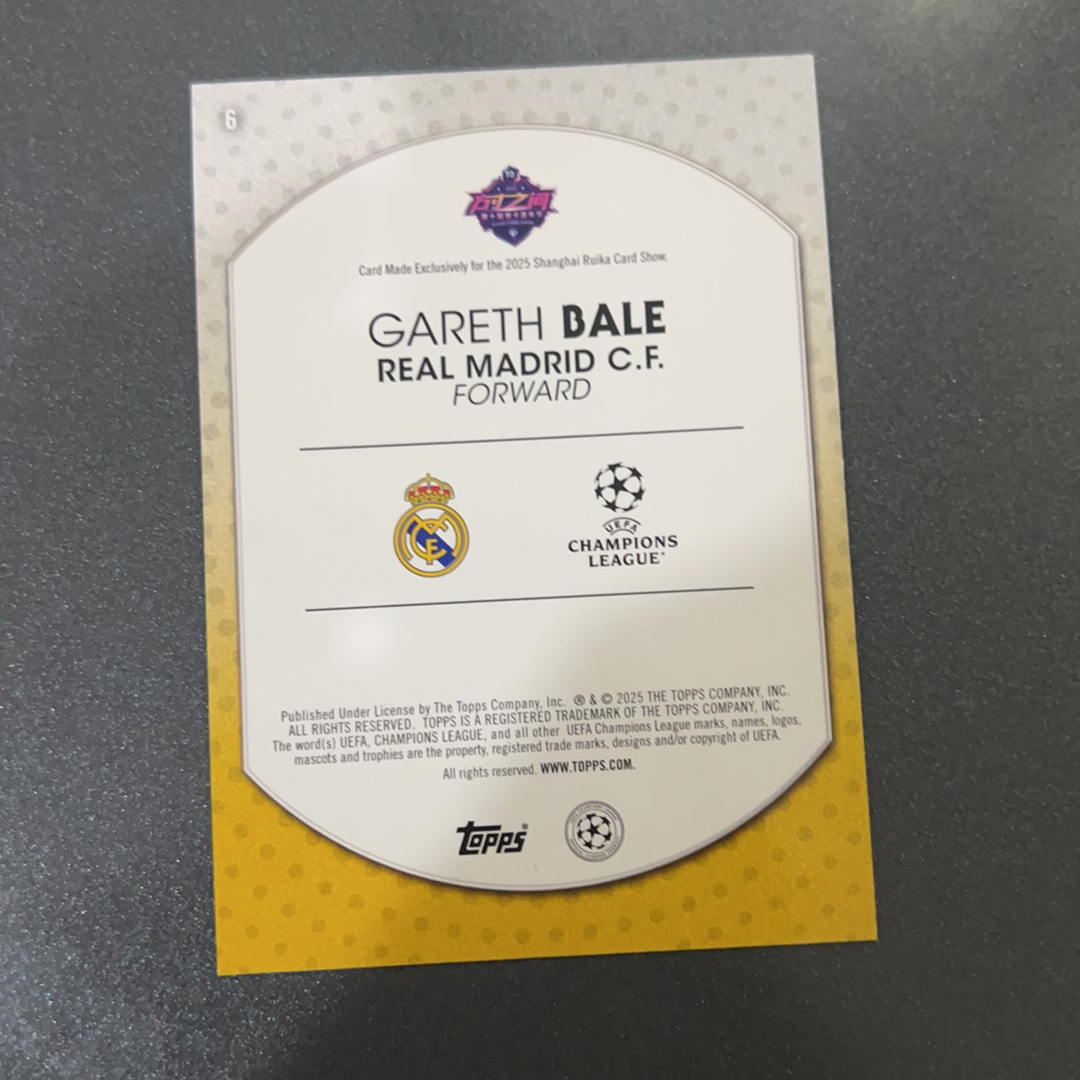 6
方寸之间
Card Made Exclusively for the 2025 Shanghai Ruika Card Show.
GARETH BALE
REAL MADRID C.F.
FORWARD
UEFA
CHAMPIONS
LEAGUE
Published Under License by The Topps Company, Inc. ® & © 2025 THE TOPPS COMPANY, INC.
ALL RIGHTS RESERVED. TOPPS IS A REGISTERED TRADEMARK OF THE TOPPS COMPANY, INC.
The word(s) UEFA, CHAMPIONS LEAGUE, and all other UEFA Champions League marks, names, logos,
mascots and trophies are the property, registered trade marks, designs and/or copyright of UEFA.
All rights reserved. WWW.TOPPS.COM.
topps®